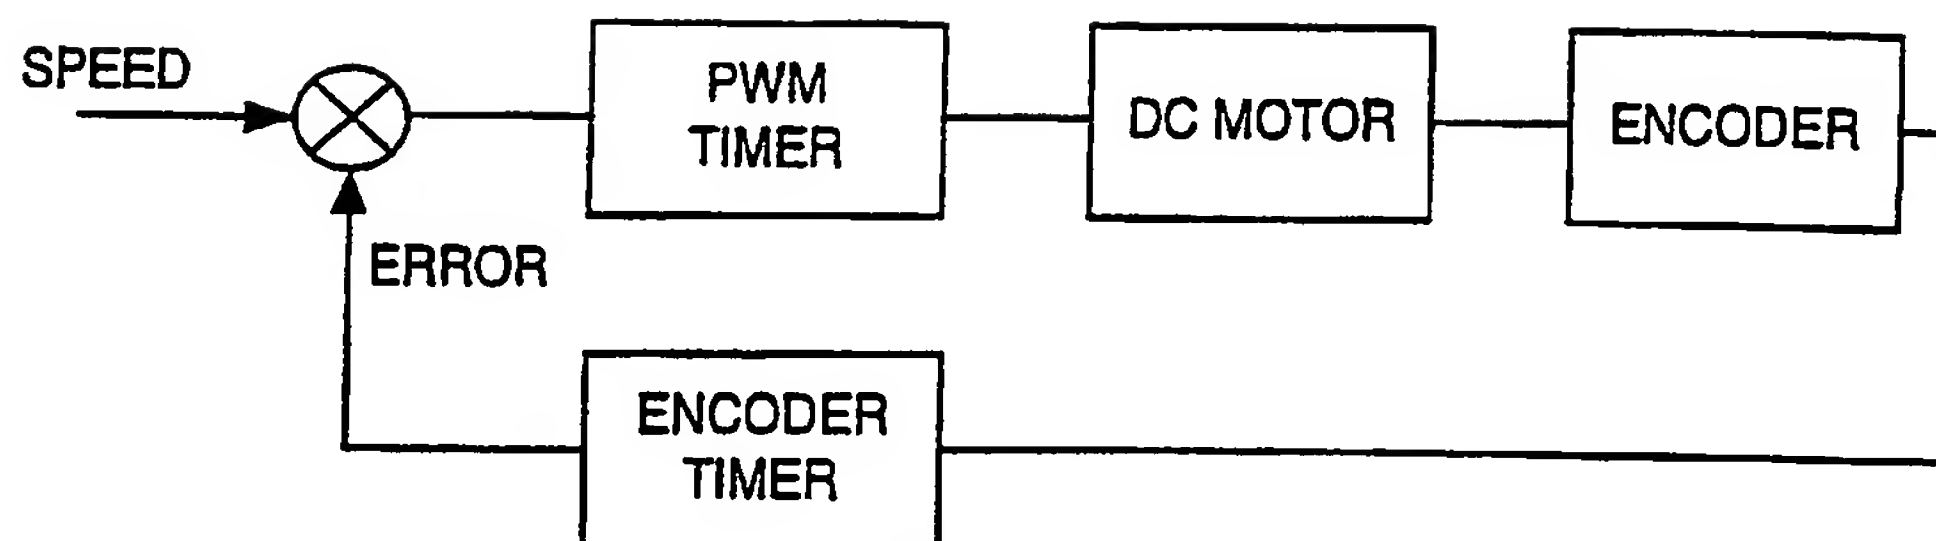 SPEED
PWM
TIMER
DC MOTOR
ENCODER
ERROR
ENCODER
TIMER